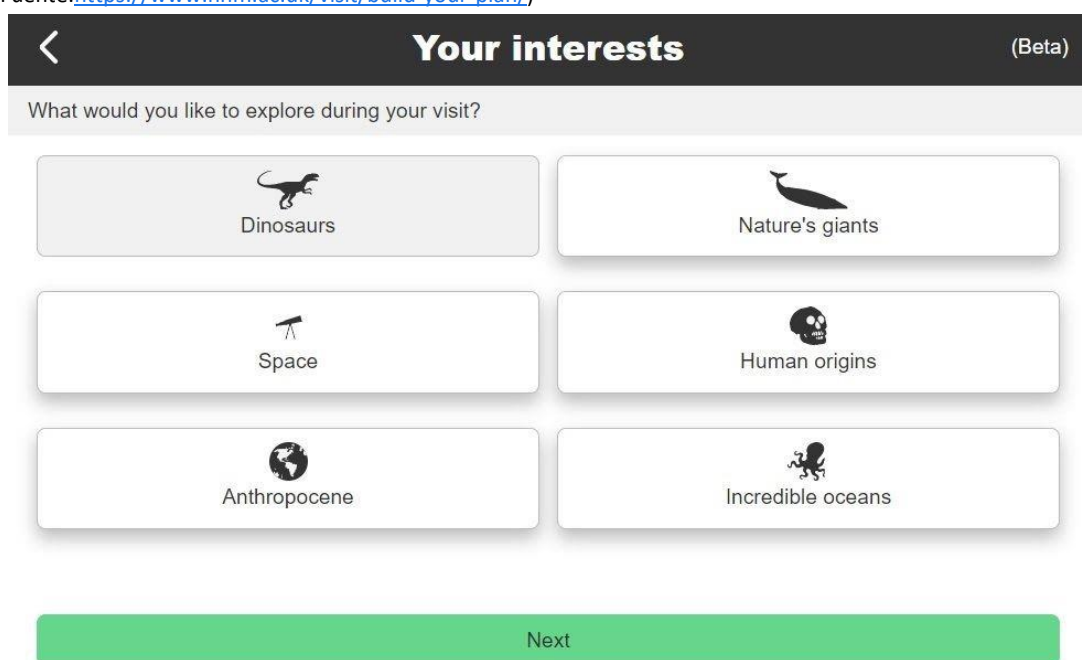 Your interests
(Beta)
What would you like to explore during your visit?
Dinosaurs
Nature's giants
Space
Human origins
Anthropocene
Incredible oceans
Next